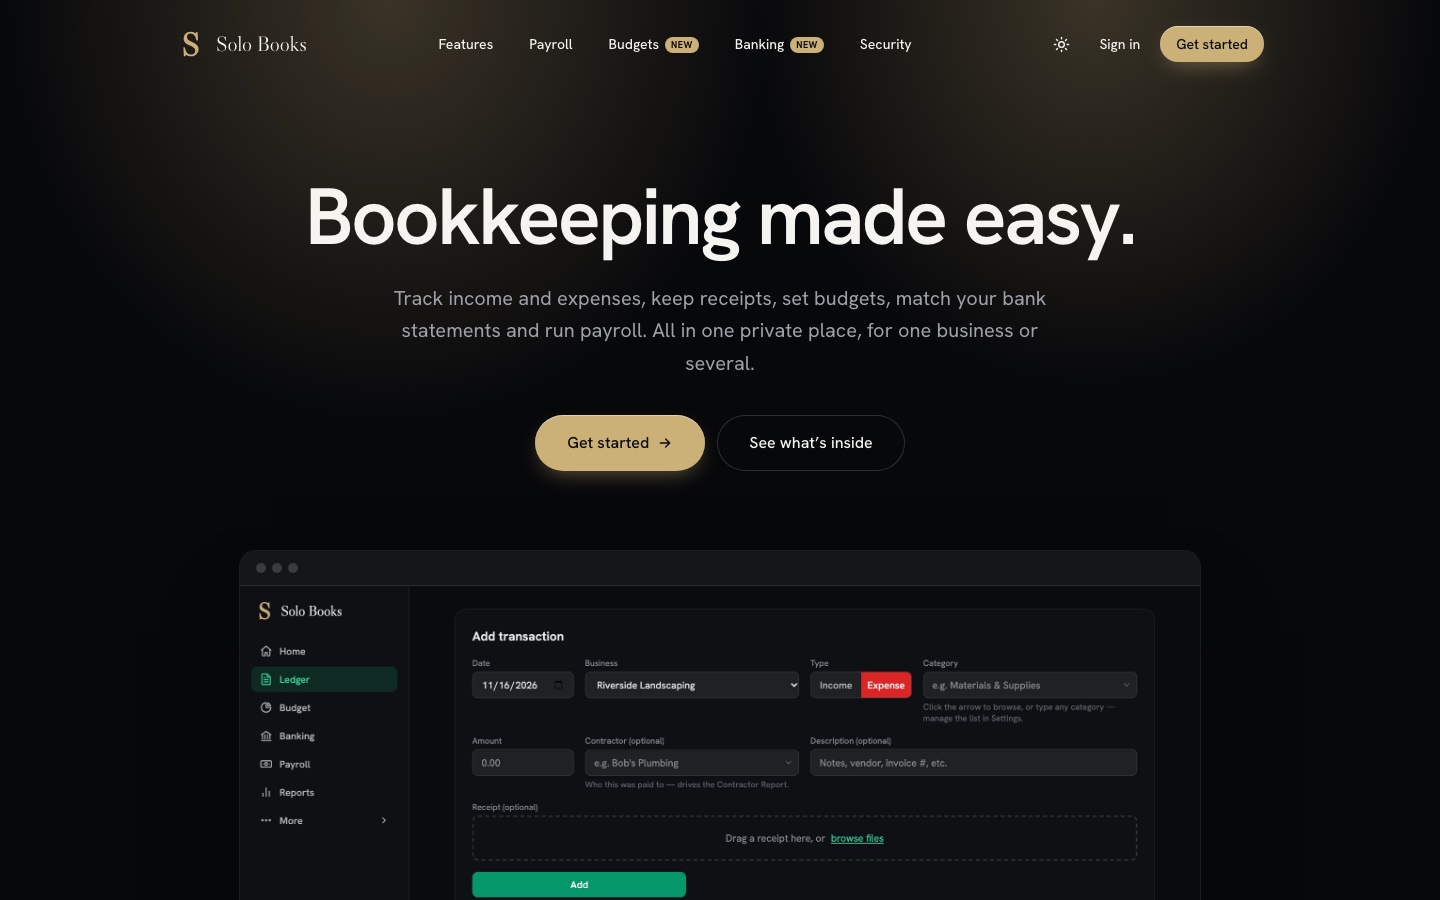 S Solo Books
Features Payroll Budgets NEW Banking NEW Security
Sign in Get started
Bookkeeping made easy.
Track income and expenses, keep receipts, set budgets, match your bank
statements and run payroll. All in one private place, for one business or
several.
Get started → See what’s inside
S Solo Books
Home
Ledger
Budget
Banking
Payroll
Reports
More
Add transaction
Date Business Type Category
11/16/2026 Riverside Landscaping Income Expense e.g. Materials & Supplies
Click the arrow to browse, or type any category —
manage the list in Settings.
Amount Contractor (optional) Description (optional)
0.00 e.g. Bob's Plumbing Notes, vendor, invoice #, etc.
Who this was paid to — drives the Contractor Report.
Receipt (optional)
Drag a receipt here, or browse files
Add